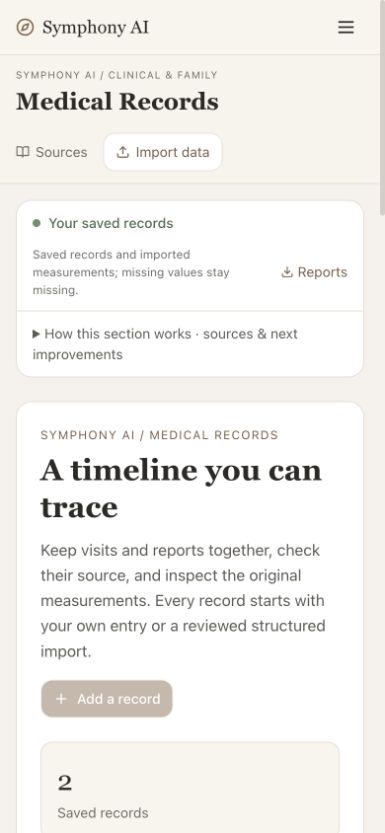 Symphony AI
SYMPHONY AI / CLINICAL & FAMILY
Medical Records
Sources
Import data
Your saved records
Saved records and imported
measurements; missing values stay
missing.
Reports
How this section works · sources & next
improvements
SYMPHONY AI / MEDICAL RECORDS
A timeline you can
trace
Keep visits and reports together, check
their source, and inspect the original
measurements. Every record starts with
your own entry or a reviewed structured
import.
+ Add a record
2
Saved records